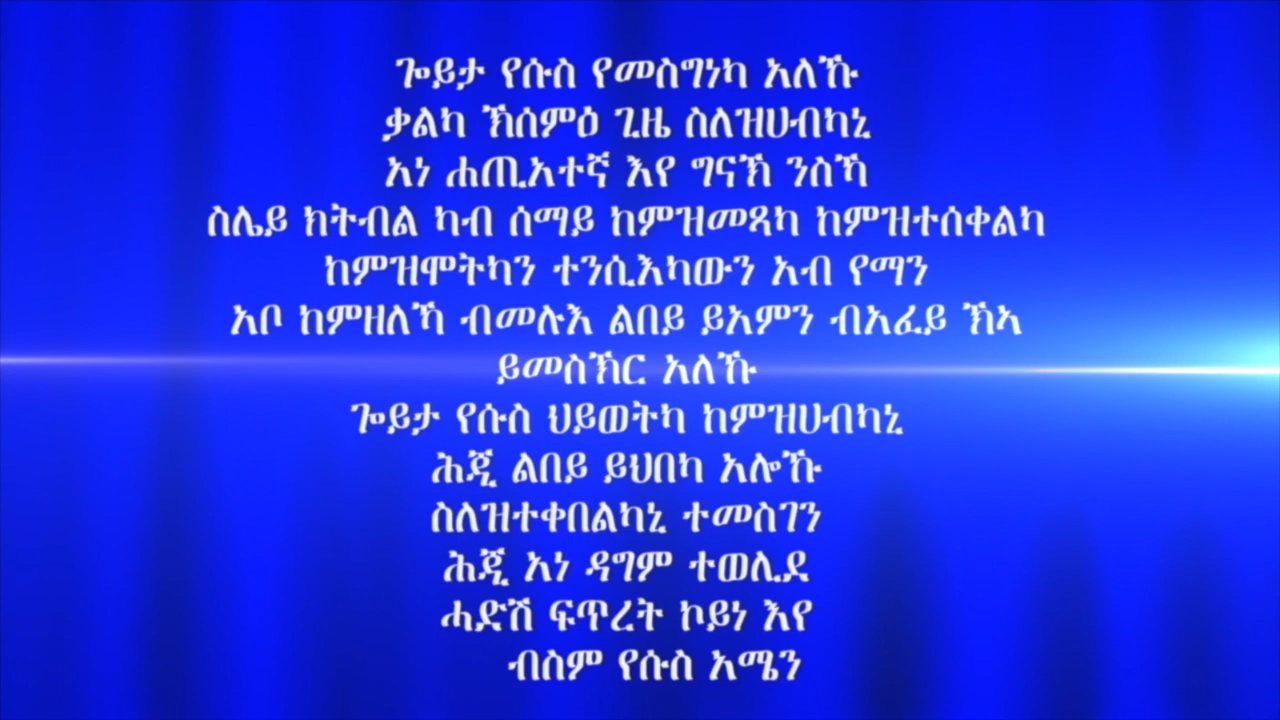 ጐይታ የሱስ የመስግነካ አለኹ
ቃልካ ኽሰምዕ ጊዜ ስለዝሀብካኒ
አነ ሐጢአተኛ እየ ግናኽ ንስኻ
ስሌይ ክትብል ካብ ሰማይ ከምዝመጻካ ከምዝተሰቀልካ
ከምዝሞትካን ተንሲእካውን አብ የማን
አቦ ከምዘለኻ ብመሉእ ልበይ ይአምን ብአፈይ ኽኣ
ይመስኽር አለኹ
ጐይታ የሱስ ህይወትካ ከምዝሀብካኒ
ሕጂ ልበይ ይህበካ አሎኹ
ስለዝተቀበልካኒ ተመስገን
ሕጂ አነ ዳግም ተወሊደ
ሓድሽ ፍጥረት ኮይነ እየ
ብስም የሱስ አሜን